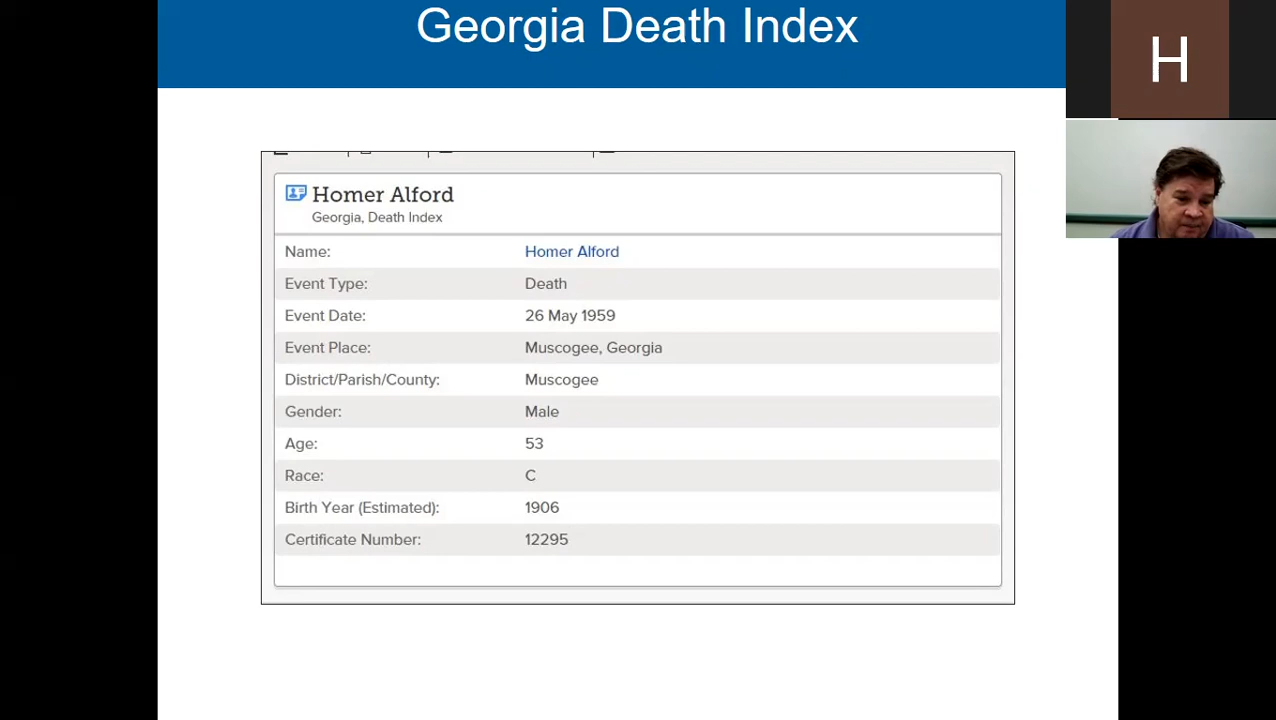 Georgia Death Index
H
Homer Alford
Georgia, Death Index
Name: Homer Alford
Event Type: Death
Event Date: 26 May 1959
Event Place: Muscogee, Georgia
District/Parish/County: Muscogee
Gender: Male
Age: 53
Race: C
Birth Year (Estimated): 1906
Certificate Number: 12295